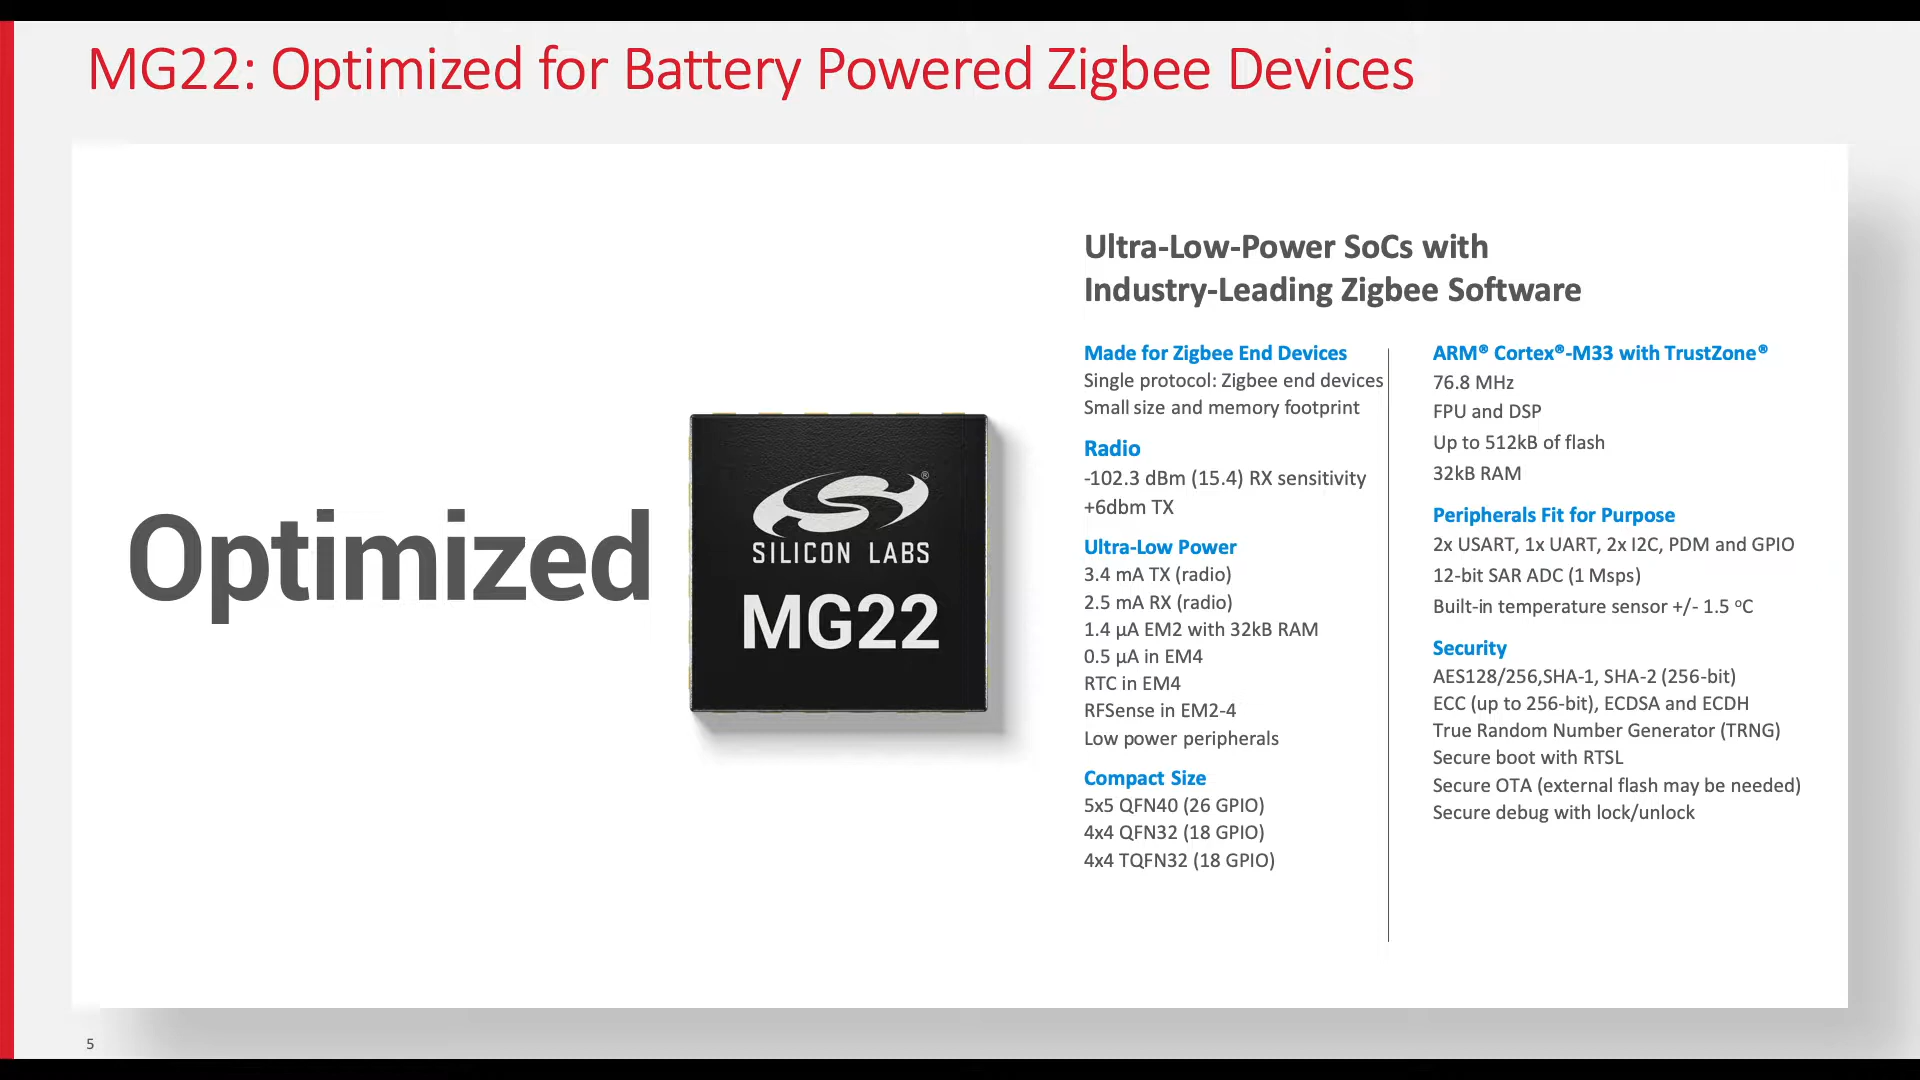 MG22: Optimized for Battery Powered Zigbee Devices
Optimized
SILICON LABS
®
MG22
Ultra-Low-Power SoCs with
Industry-Leading Zigbee Software
Made for Zigbee End Devices
Single protocol: Zigbee end devices
Small size and memory footprint
Radio
-102.3 dBm (15.4) RX sensitivity
+6dbm TX
Ultra-Low Power
3.4 mA TX (radio)
2.5 mA RX (radio)
1.4 µA EM2 with 32kB RAM
0.5 µA in EM4
RTC in EM4
RFSense in EM2-4
Low power peripherals
Compact Size
5x5 QFN40 (26 GPIO)
4x4 QFN32 (18 GPIO)
4x4 TQFN32 (18 GPIO)
ARM® Cortex®-M33 with TrustZone®
76.8 MHz
FPU and DSP
Up to 512kB of flash
32kB RAM
Peripherals Fit for Purpose
2x USART, 1x UART, 2x I2C, PDM and GPIO
12-bit SAR ADC (1 Msps)
Built-in temperature sensor +/- 1.5 ºC
Security
AES128/256,SHA-1, SHA-2 (256-bit)
ECC (up to 256-bit), ECDSA and ECDH
True Random Number Generator (TRNG)
Secure boot with RTSL
Secure OTA (external flash may be needed)
Secure debug with lock/unlock
5